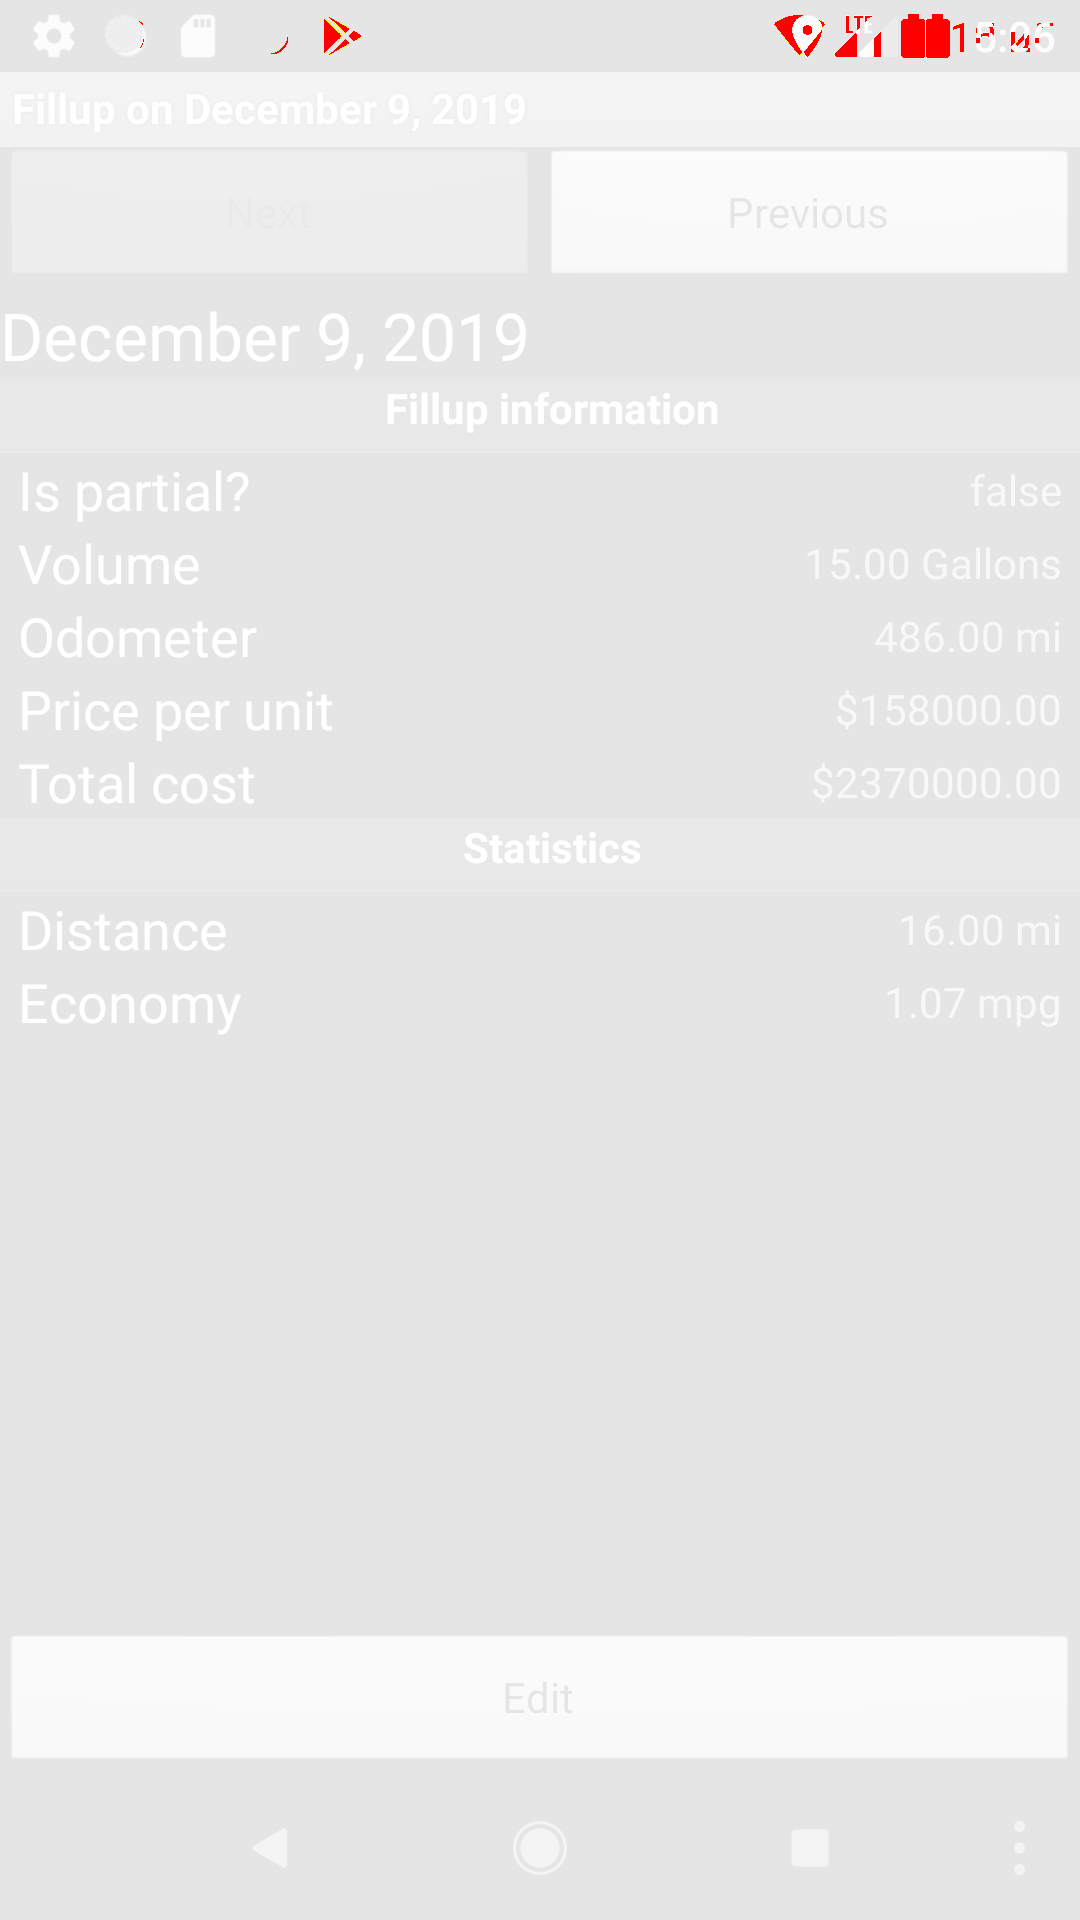 LTE
Fillup on December 9, 2019
Next
Previous
December 9, 2019
Fillup information
Is partial?
false
Volume
15.00 Gallons
Odometer
486.00 mi
Price per unit
$158000.00
Total cost
$2370000.00
Statistics
Distance
16.00 mi
Economy
1.07 mpg
Edit